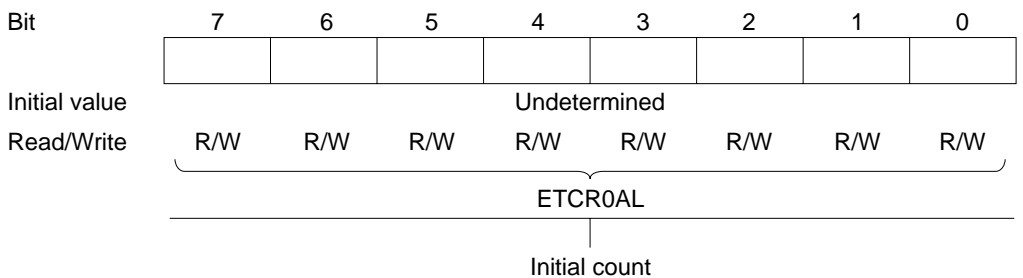 Bit 7 6 5 4 3 2 1 0
Initial value Undetermined
Read/Write R/W R/W R/W R/W R/W R/W R/W R/W
ETCR0AL
Initial count